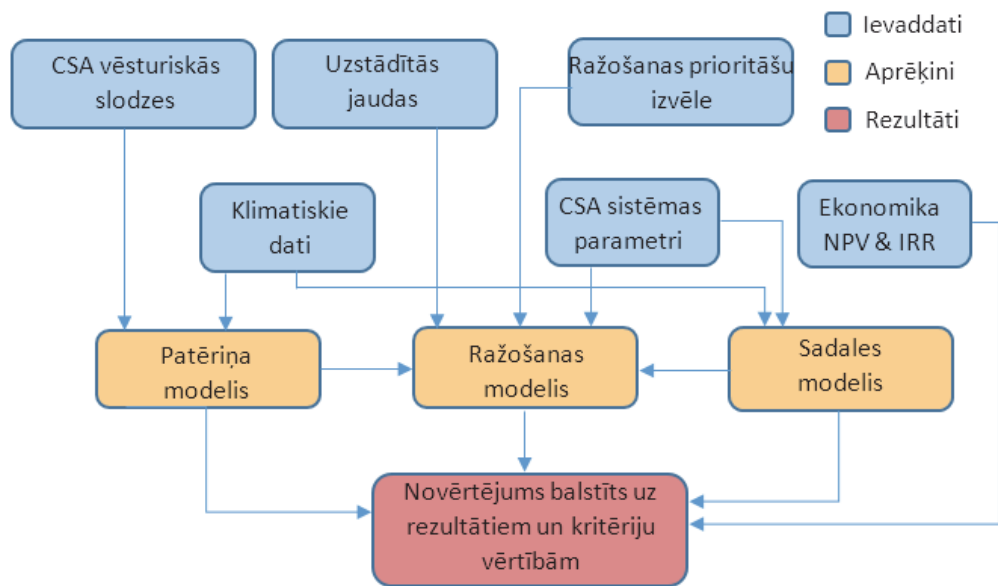 CSA vēsturiskās
slodzes
Uzstādītās
jaudas
Ražošanas prioritāšu
izvēle
Ievaddati
Aprēķini
Rezultāti
Klimatiskie
dati
CSA sistēmas
parametri
Ekonomika
NPV & IRR
Patēriņa
modelis
Ražošanas
modelis
Sadales
modelis
Novērtējums balstīts uz
rezultātiem un kritēriju
vērtībām